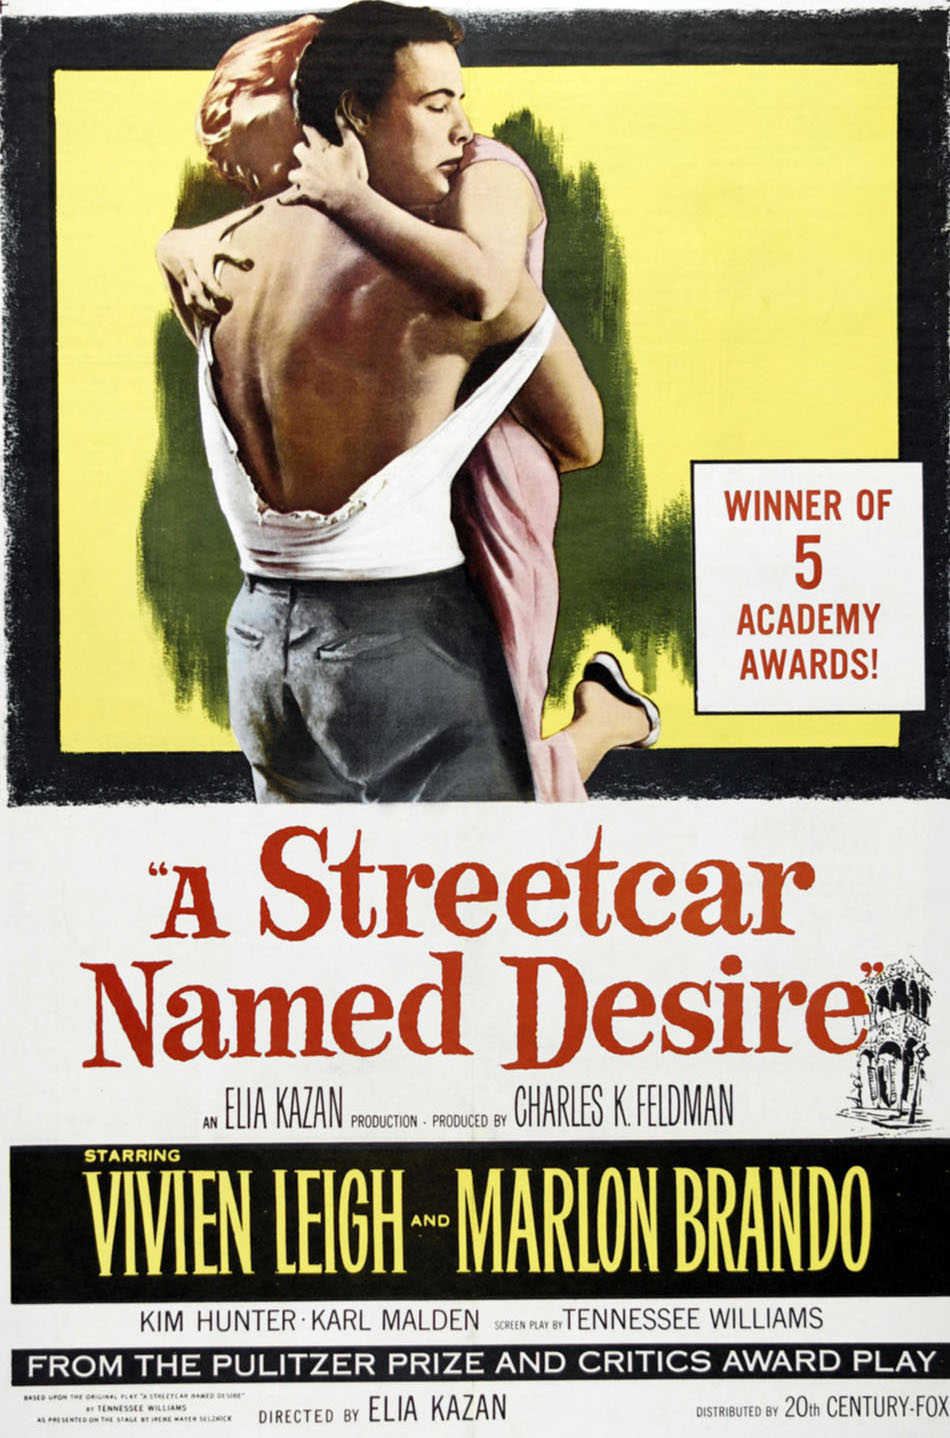 WINNER OF
5
ACADEMY
AWARDS!
"A Streetcar
Named Desire"
AN ELIA KAZAN PRODUCTION · PRODUCED BY CHARLES K. FELDMAN
STARRING
VIVIEN LEIGH AND MARLON BRANDO
KIM HUNTER · KARL MALDEN SCREEN PLAY BY TENNESSEE WILLIAMS
FROM THE PULITZER PRIZE AND CRITICS AWARD PLAY
BASED UPON THE ORIGINAL PLAY "A STREETCAR NAMED DESIRE"
BY TENNESSEE WILLIAMS
AS PRESENTED ON THE STAGE BY IRENE MAYER SELZNICK
DIRECTED BY ELIA KAZAN
DISTRIBUTED BY 20th CENTURY-FOX